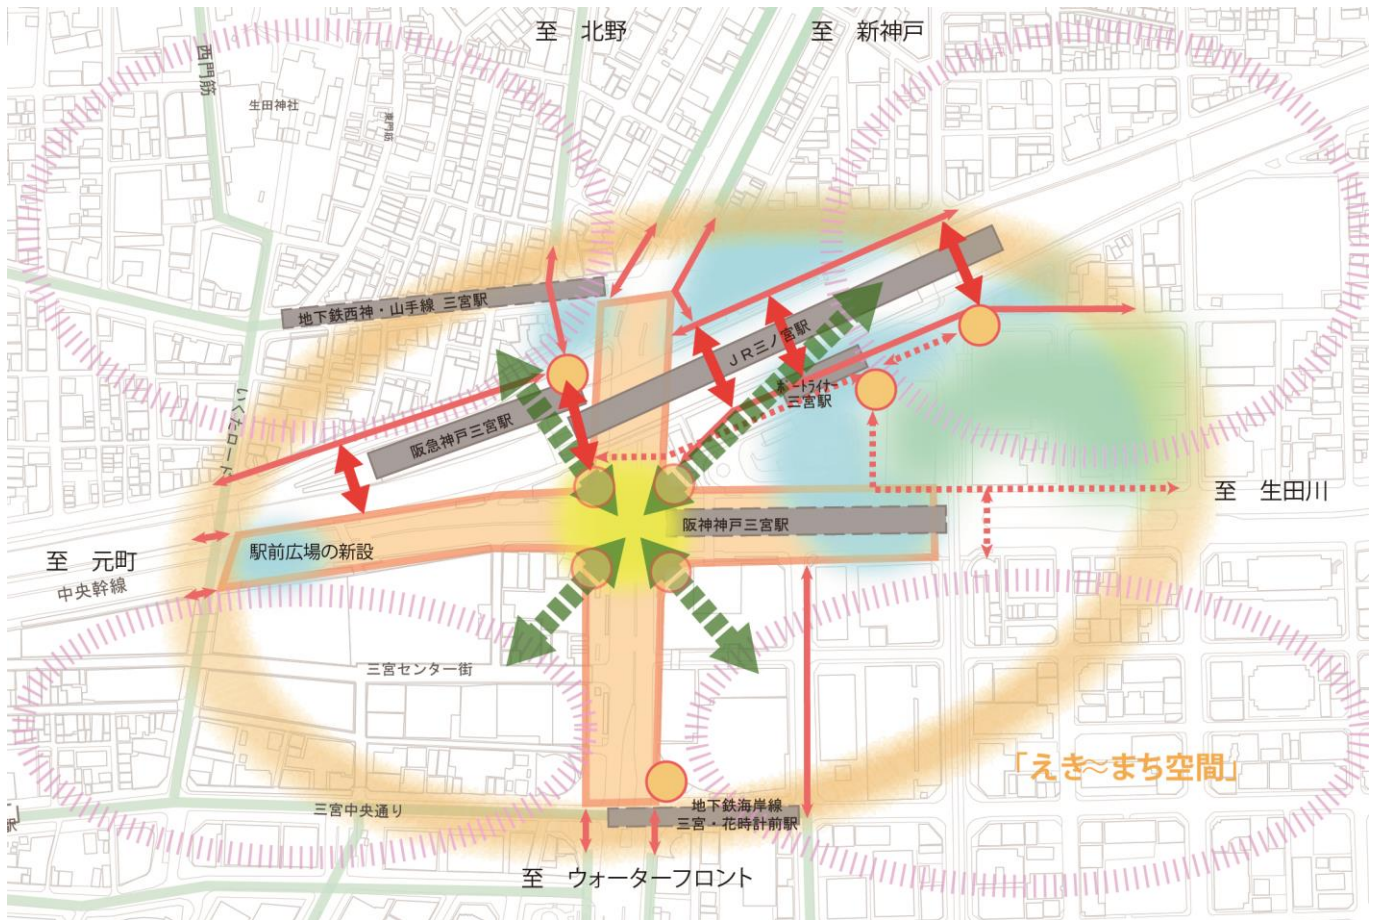 至 北野
至 新神戸
西門筋
生田神社
東門筋
地下鉄西神・山手線 三宮駅
JR三ノ宮駅
ポートライナー
三宮駅
いくたロード
阪急神戸三宮駅
至 生田川
阪神神戸三宮駅
駅前広場の新設
至 元町
中央幹線
三宮センター街
「えき≈まち空間」
三宮中央通り
地下鉄海岸線
三宮・花時計前駅
至 ウォーターフロント